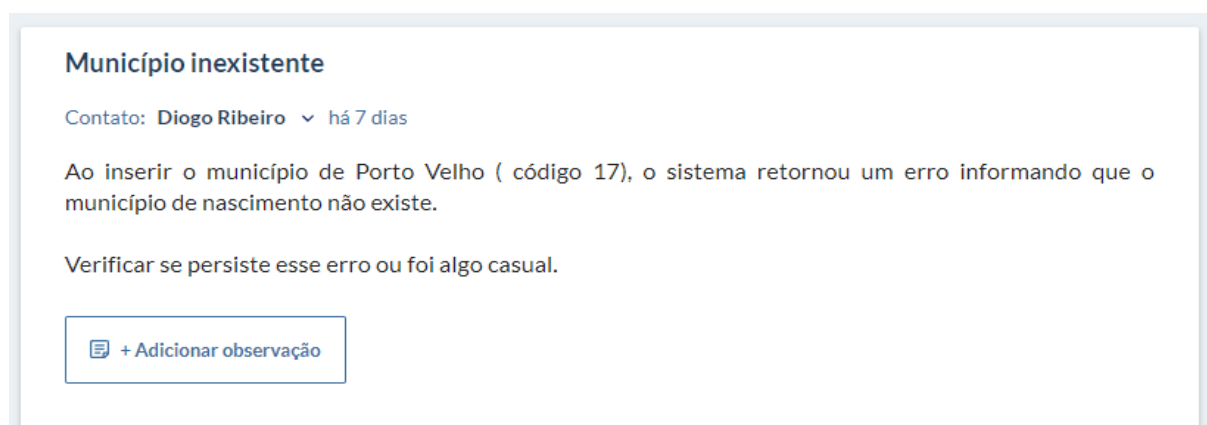 Município inexistente
Contato: Diogo Ribeiro há 7 dias
Ao inserir o município de Porto Velho ( código 17), o sistema retornou um erro informando que o
município de nascimento não existe.
Verificar se persiste esse erro ou foi algo casual.
+ Adicionar observação